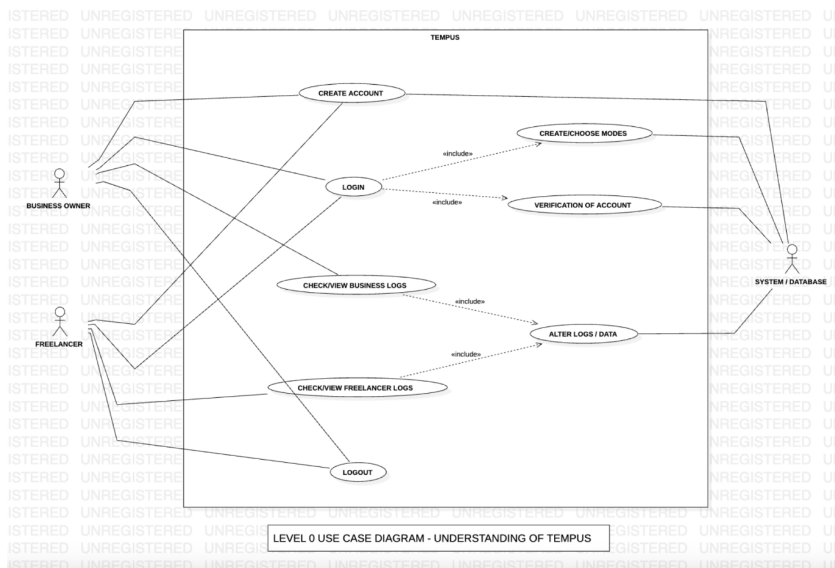 TEMPUS
CREATE ACCOUNT
CREATE/CHOOSE MODES
«include»
LOGIN
BUSINESS OWNER
«include»
VERIFICATION OF ACCOUNT
SYSTEM / DATABASE
CHECK/VIEW BUSINESS LOGS
«include»
FREELANCER
ALTER LOGS / DATA
«include»
CHECK/VIEW FREELANCER LOGS
LOGOUT
LEVEL 0 USE CASE DIAGRAM - UNDERSTANDING OF TEMPUS
UNREGISTERED